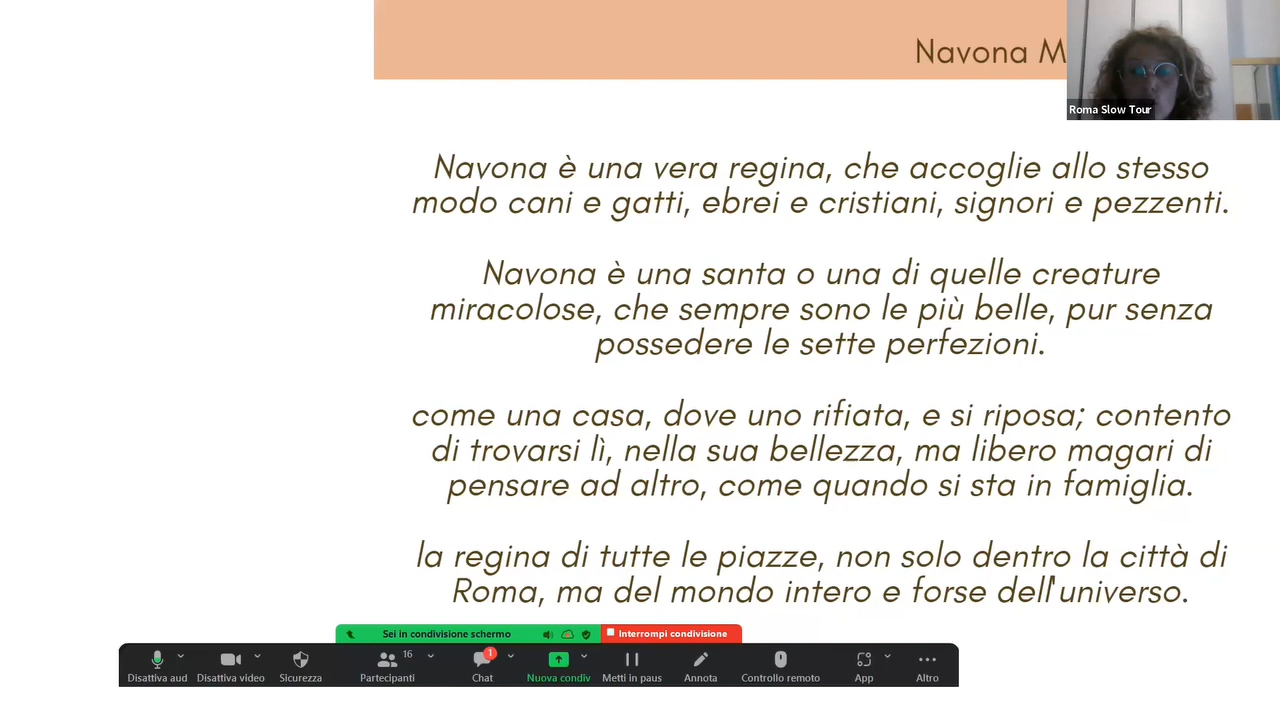 Navona M
Roma Slow Tour
Navona è una vera regina, che accoglie allo stesso
modo cani e gatti, ebrei e cristiani, signori e pezzenti.
Navona è una santa o una di quelle creature
miracolose, che sempre sono le più belle, pur senza
possedere le sette perfezioni.
come una casa, dove uno rifiata, e si riposa; contento
di trovarsi lì, nella sua bellezza, ma libero magari di
pensare ad altro, come quando si sta in famiglia.
la regina di tutte le piazze, non solo dentro la città di
Roma, ma del mondo intero e forse dell'universo.
Sei in condivisione schermo
Interrompi condivisione
16
1
Disattiva aud
Disattiva video
Sicurezza
Partecipanti
Chat
Nuova condiv
Metti in paus
Annota
Controllo remoto
App
Altro